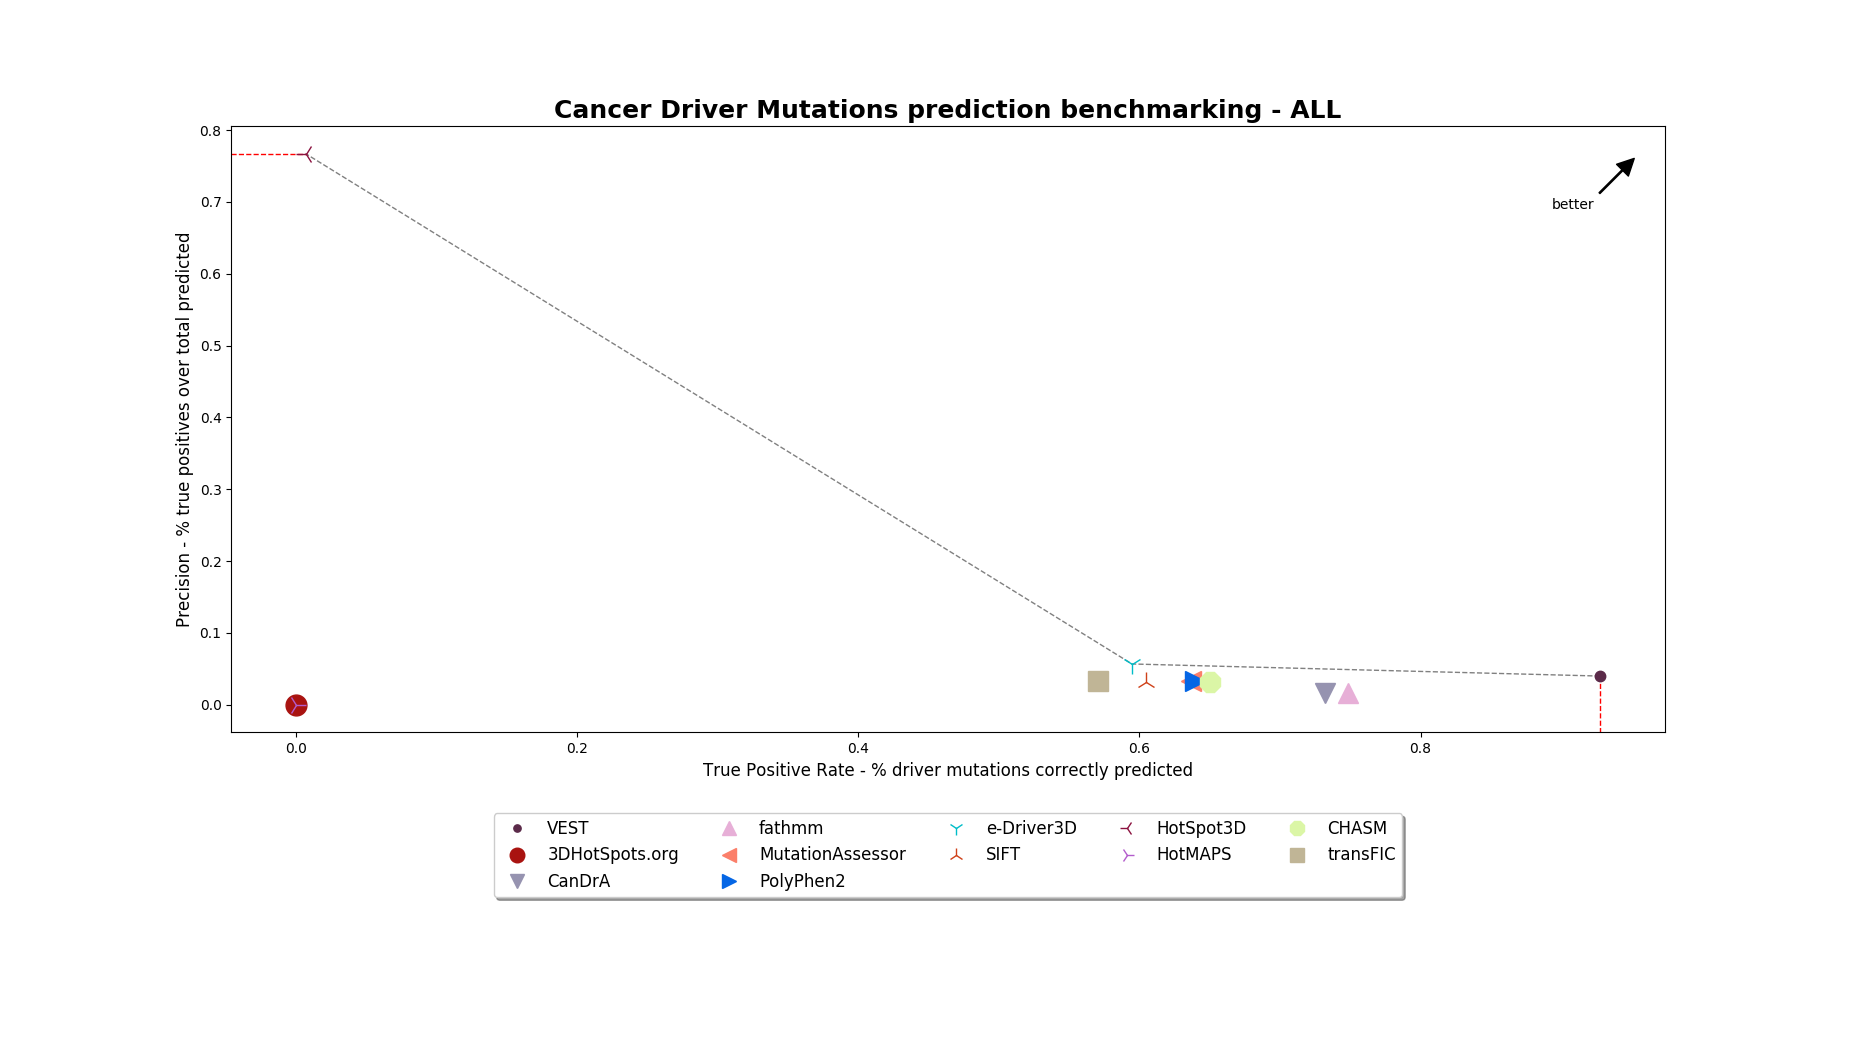 Cancer Driver Mutations prediction benchmarking - ALL
0.8
0.7
0.6
0.5
0.4
0.3
0.2
0.1
0.0
Precision - % true positives over total predicted
better
0.0 0.2 0.4 0.6 0.8
True Positive Rate - % driver mutations correctly predicted
VEST fathmm e-Driver3D HotSpot3D CHASM
3DHotSpots.org MutationAssessor SIFT HotMAPS transFIC
CanDrA PolyPhen2